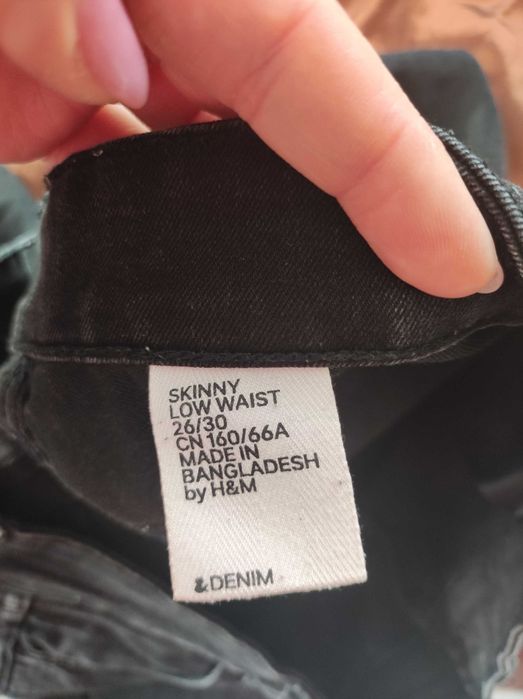 SKINNY
LOW WAIST
26/30
CN 160/66A
MADE IN
BANGLADESH
by H&M
&DENIM